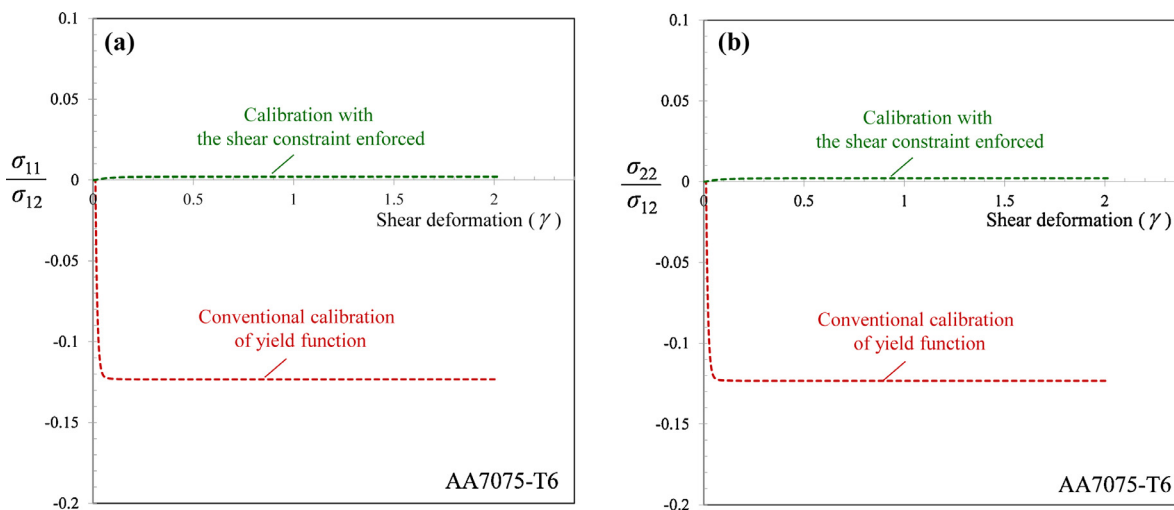 (a)
0.1
0.05
0
-0.05
-0.1
-0.15
-0.2
σ11
σ12
Calibration with
the shear constraint enforced
0
0.5
1
1.5
2
Shear deformation (γ)
Conventional calibration
of yield function
AA7075-T6
(b)
0.1
0.05
0
-0.05
-0.1
-0.15
-0.2
σ22
σ12
Calibration with
the shear constraint enforced
0
0.5
1
1.5
2
Shear deformation (γ)
Conventional calibration
of yield function
AA7075-T6